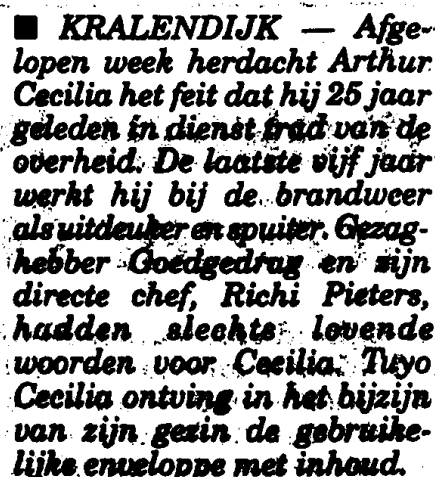 ■ KRALENDIJK — Afge-
lopen week herdacht Arthur
Cecilia het feit dat hij 25 jaar
geleden in dienst trad van de
overheid. De laatste vijf jaar
werkt hij bij de brandweer
als uitdeuker en spuiter. Gezag-
hebber Goedgedrag en zijn
directe chef, Richi Pieters,
hadden slechts lovende
woorden voor Cecilia. Tuyo
Cecilia ontving in het bijzijn
van zijn gezin de gebruike-
lijke enveloppe met inhoud.